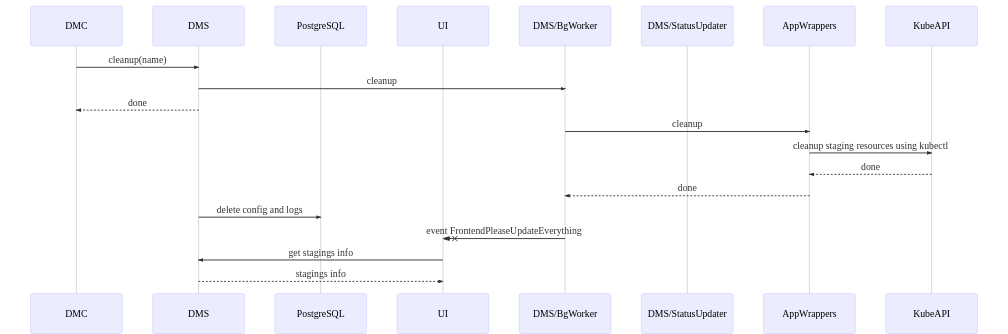 DMC DMS PostgreSQL UI DMS/BgWorker DMS/StatusUpdater AppWrappers KubeAPI
cleanup(name)
cleanup
done
cleanup
cleanup staging resources using kubectl
done
done
delete config and logs
event FrontendPleaseUpdateEverything
get stagings info
stagings info
DMC DMS PostgreSQL UI DMS/BgWorker DMS/StatusUpdater AppWrappers KubeAPI